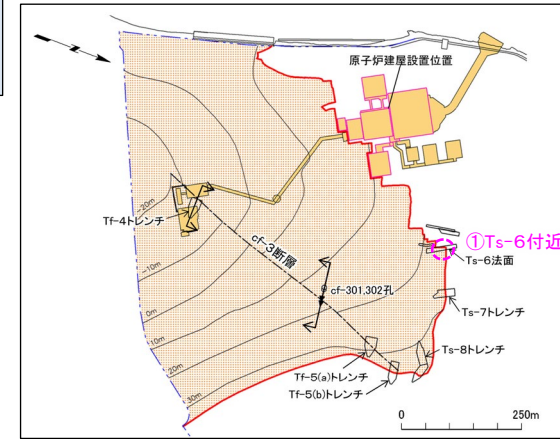 原子炉建屋設置位置
Tf-4トレンチ
-20m
-10m
0m
10m
20m
30m
cf-3断層
cf-301,302孔
①Ts-6付近
Ts-6法面
Ts-7トレンチ
Ts-8トレンチ
Tf-5(a)トレンチ
Tf-5(b)トレンチ
0 250m